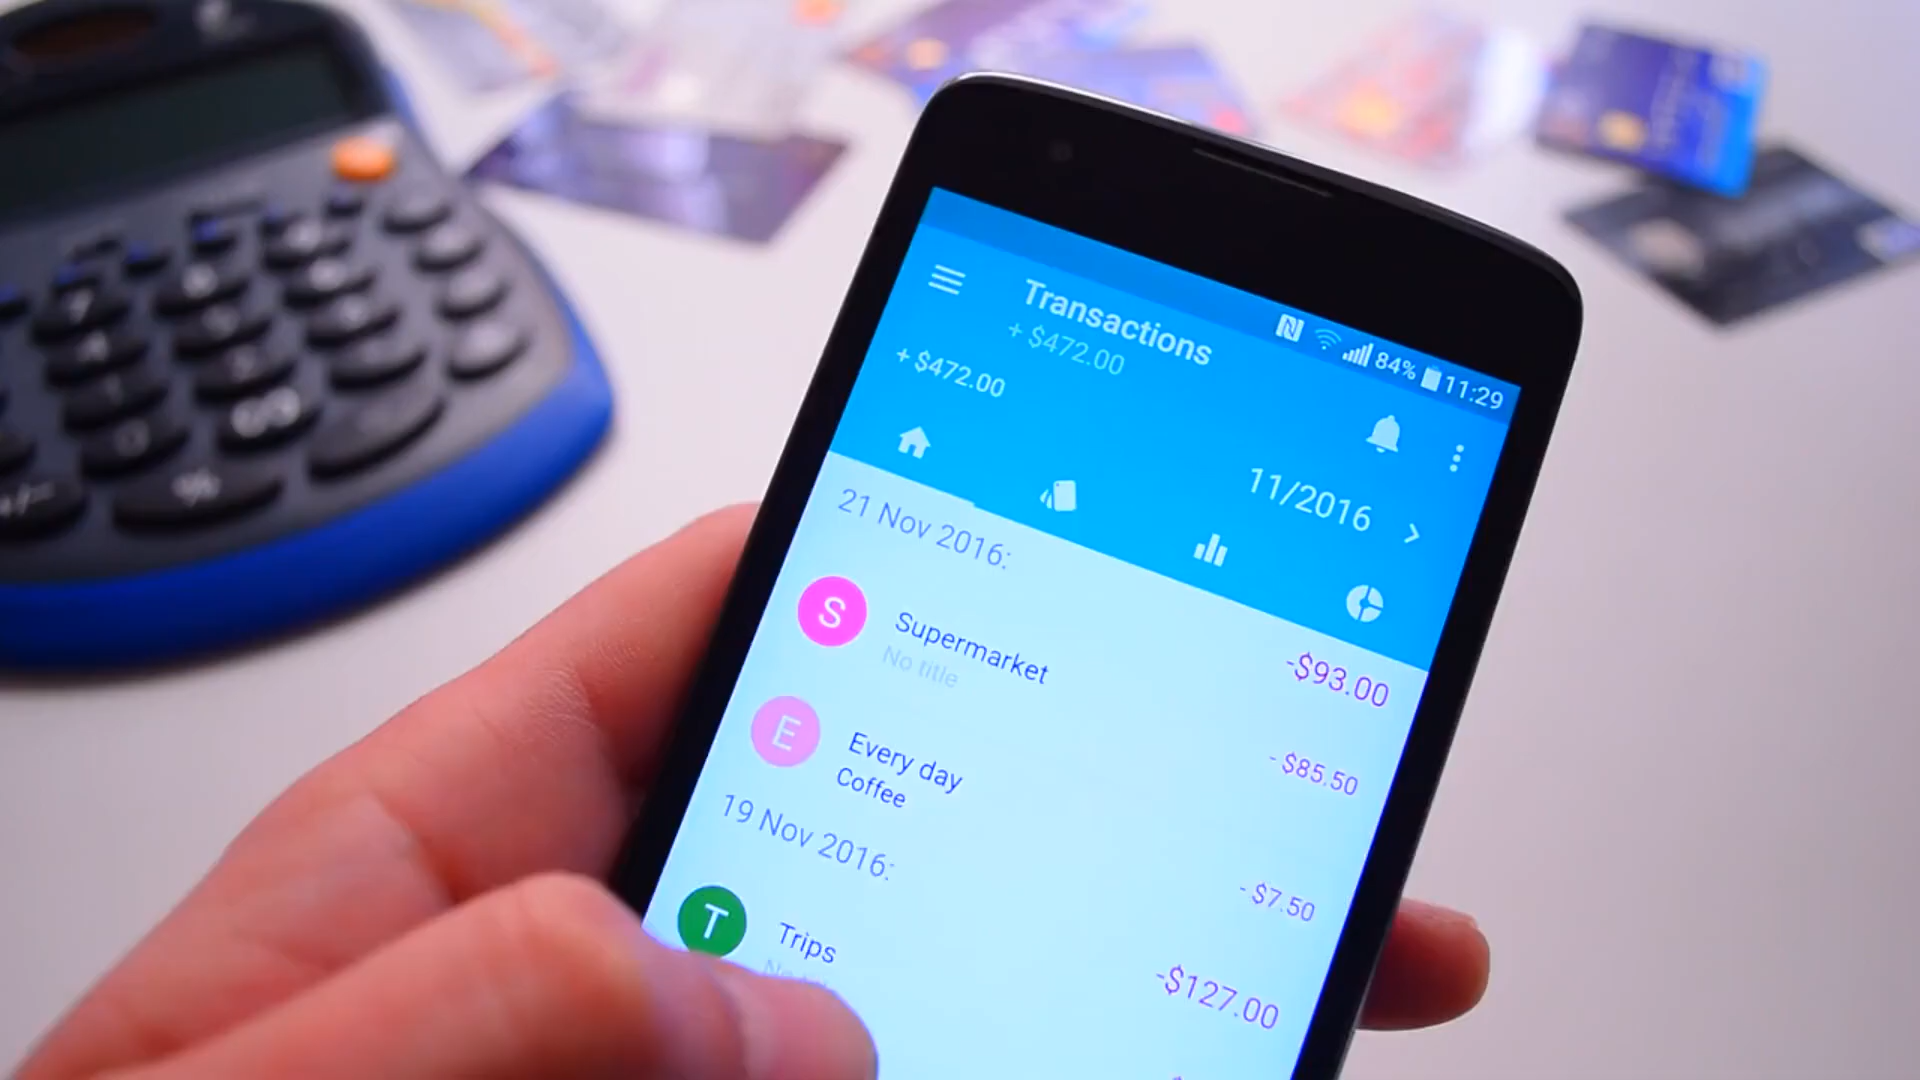 84% 11:29
Transactions
+ $472.00
+ $472.00
11/2016
21 Nov 2016:
-$93.00
S Supermarket
No title
- $85.50
E Every day
Coffee
- $7.50
19 Nov 2016:
-$127.00
T Trips
%